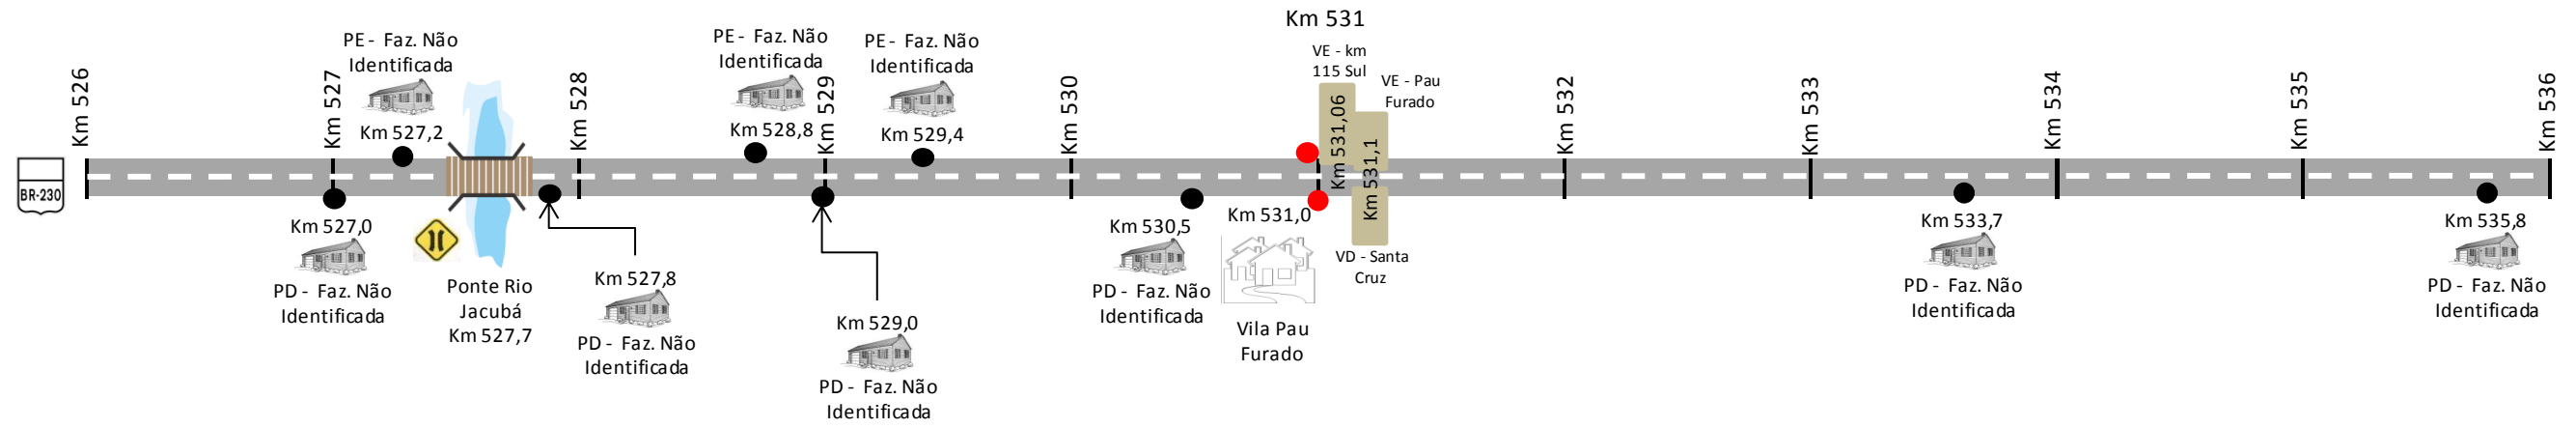 Km 531
PE - Faz. Não
Identificada
Km 527,2
PE - Faz. Não
Identificada
Km 528,8
PE - Faz. Não
Identificada
Km 529,4
VE - km
115 Sul
VE - Pau
Furado
Km 526
Km 527
Km 528
Km 529
Km 530
Km 531,06
Km 531,1
Km 532
Km 533
Km 534
Km 535
Km 536
BR-230
Km 527,0
PD - Faz. Não
Identificada
Ponte Rio
Jacubá
Km 527,7
Km 527,8
PD - Faz. Não
Identificada
Km 529,0
PD - Faz. Não
Identificada
Km 530,5
PD - Faz. Não
Identificada
Km 531,0
Vila Pau
Furado
VD - Santa
Cruz
Km 533,7
PD - Faz. Não
Identificada
Km 535,8
PD - Faz. Não
Identificada